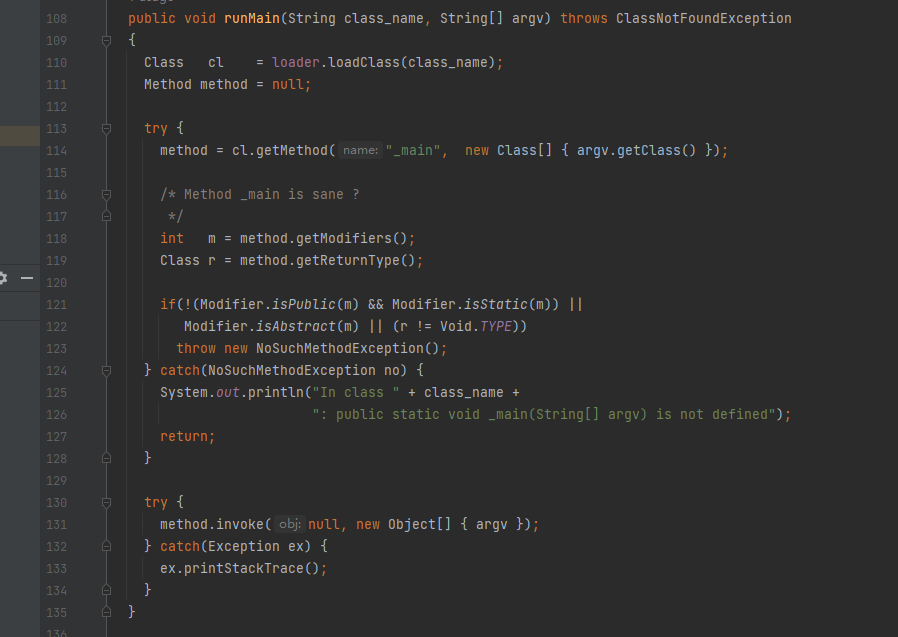 108 public void runMain(String class_name, String[] argv) throws ClassNotFoundException
109 {
110 Class cl = loader.loadClass(class_name);
111 Method method = null;
112
113 try {
114 method = cl.getMethod( name: "_main", new Class[] { argv.getClass() });
115
116 /* Method _main is sane ?
117 */
118 int m = method.getModifiers();
119 Class r = method.getReturnType();
120
121 if(!(Modifier.isPublic(m) && Modifier.isStatic(m)) ||
122 Modifier.isAbstract(m) || (r != Void.TYPE))
123 throw new NoSuchMethodException();
124 } catch(NoSuchMethodException no) {
125 System.out.println("In class " + class_name +
126 ": public static void _main(String[] argv) is not defined");
127 return;
128 }
129
130 try {
131 method.invoke( obj: null, new Object[] { argv });
132 } catch(Exception ex) {
133 ex.printStackTrace();
134 }
135 }
136